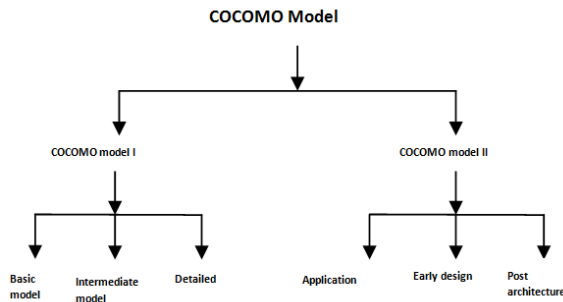 COCOMO Model
COCOMO model I
COCOMO model II
Basic
model
Intermediate
model
Detailed
Application
Early design
Post
architecture